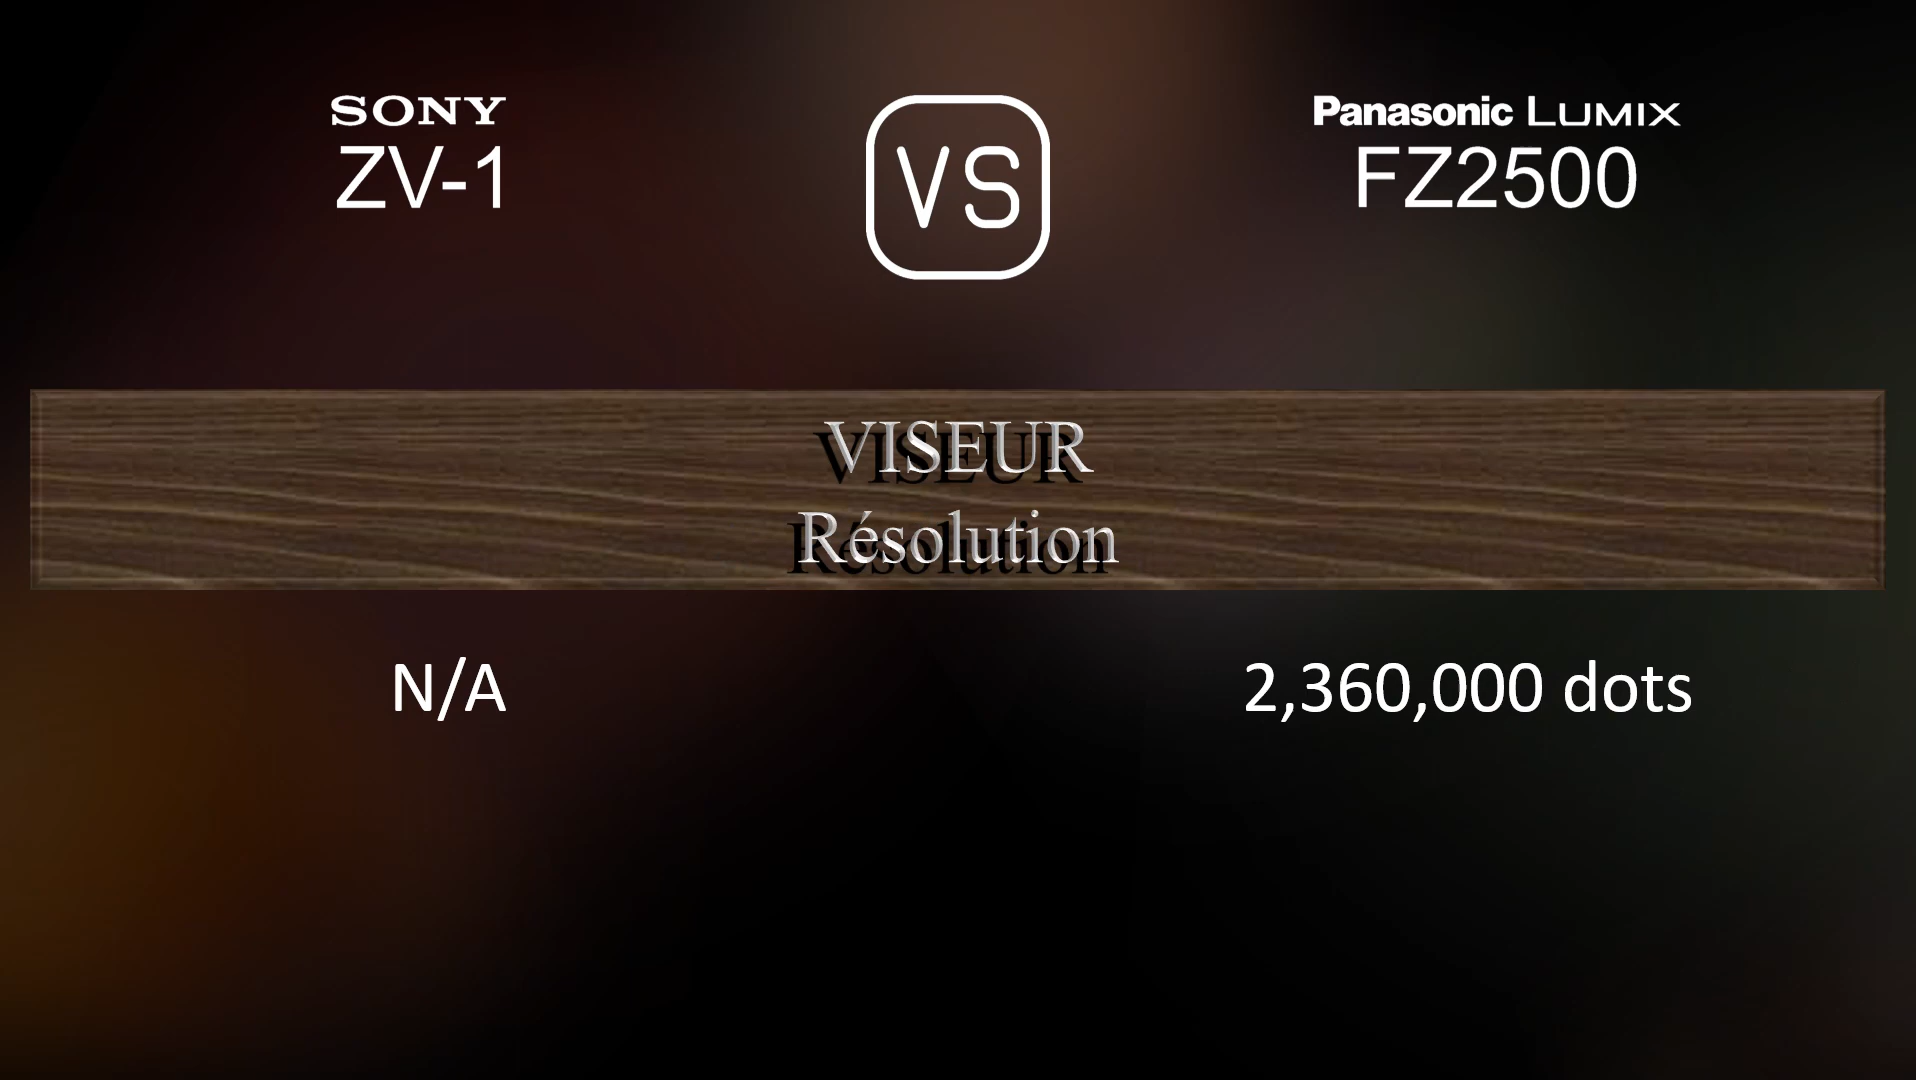 SONY
ZV-1
VS
Panasonic LUMIX
FZ2500
VISEUR
Résolution
N/A
2,360,000 dots